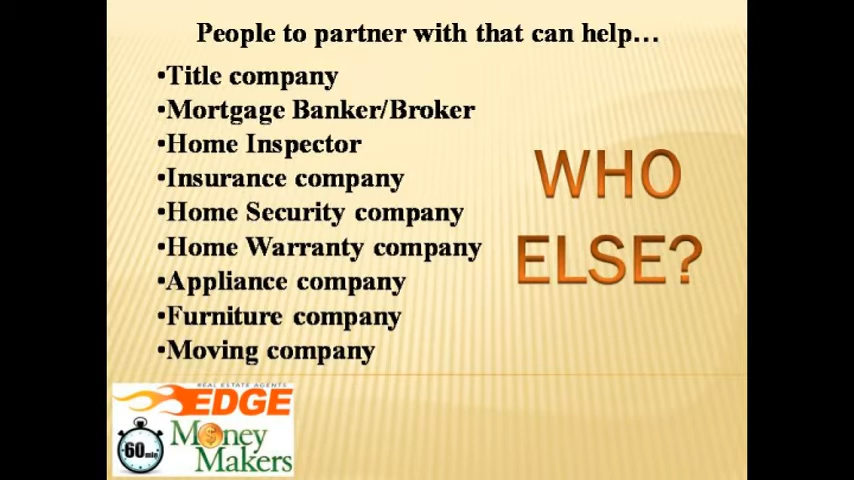 People to partner with that can help…
•Title company
•Mortgage Banker/Broker
•Home Inspector
•Insurance company
•Home Security company
•Home Warranty company
•Appliance company
•Furniture company
•Moving company
WHO
ELSE?
REAL ESTATE AGENTS
EDGE
60 min
Money
Makers